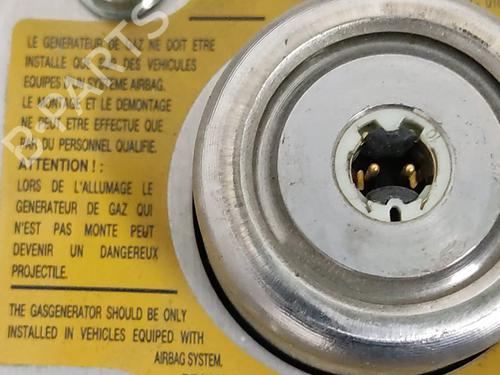 LE GENERATEUR DE GAZ NE DOIT ETRE
INSTALLE QUE DES VEHICULES
EQUIPES D'UN SYSTEME AIRBAG.
LE MONTAGE ET LE DEMONTAGE
NE PEUT ETRE EFFECTUE QUE
PAR DU PERSONNEL QUALIFIE.
ATTENTION ! :
LORS DE L'ALLUMAGE LE
GENERATEUR DE GAZ QUI
N'EST PAS MONTE PEUT
DEVENIR UN DANGEREUX
PROJECTILE.
THE GASGENERATOR SHOULD BE ONLY
INSTALLED IN VEHICLES EQUIPED WITH
AIRBAG SYSTEM.